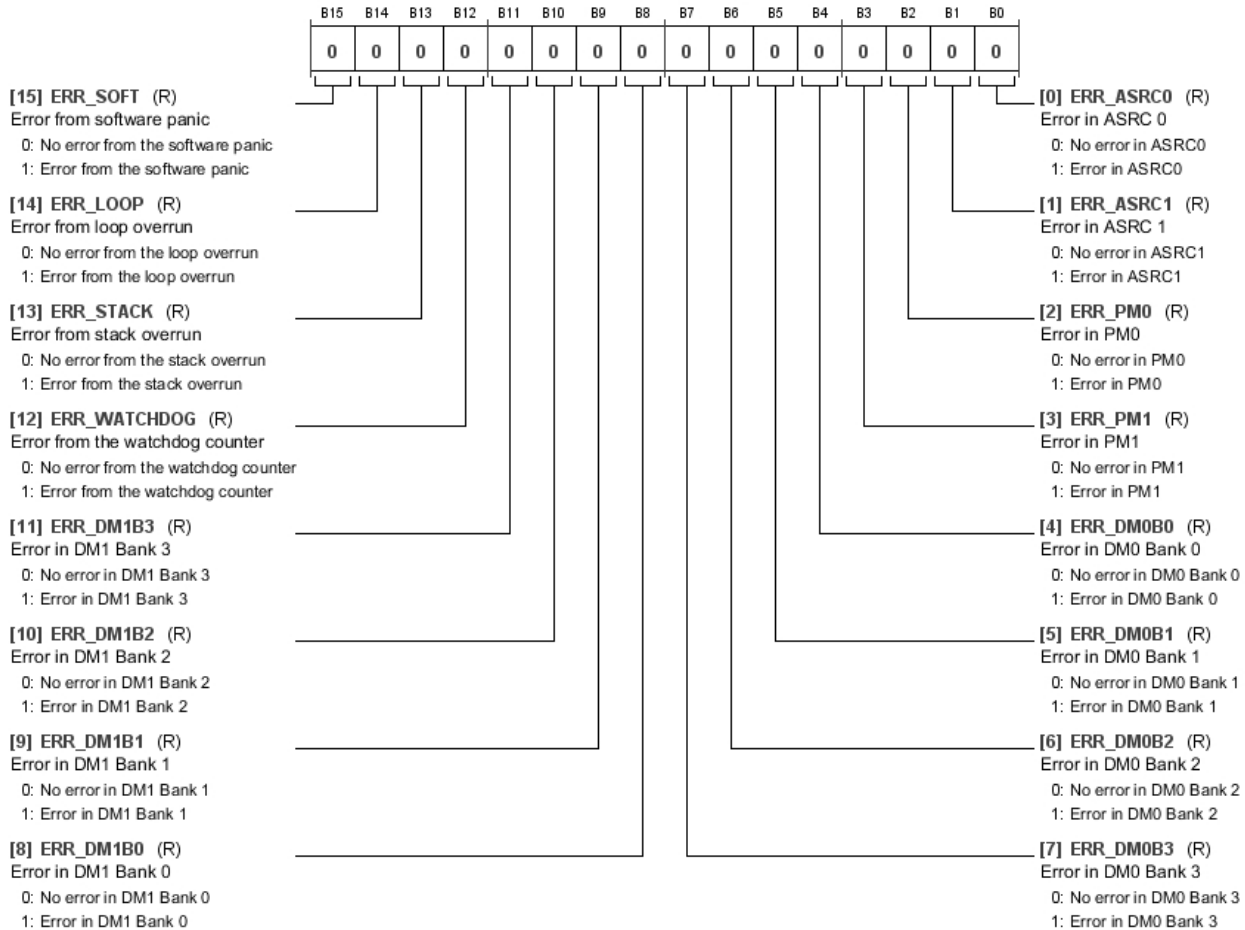 B15 B14 B13 B12 B11 B10 B9 B8 B7 B6 B5 B4 B3 B2 B1 B0
0 0 0 0 0 0 0 0 0 0 0 0 0 0 0 0
[15] ERR_SOFT (R)
Error from software panic
0: No error from the software panic
1: Error from the software panic
[14] ERR_LOOP (R)
Error from loop overrun
0: No error from the loop overrun
1: Error from the loop overrun
[13] ERR_STACK (R)
Error from stack overrun
0: No error from the stack overrun
1: Error from the stack overrun
[12] ERR_WATCHDOG (R)
Error from the watchdog counter
0: No error from the watchdog counter
1: Error from the watchdog counter
[11] ERR_DM1B3 (R)
Error in DM1 Bank 3
0: No error in DM1 Bank 3
1: Error in DM1 Bank 3
[10] ERR_DM1B2 (R)
Error in DM1 Bank 2
0: No error in DM1 Bank 2
1: Error in DM1 Bank 2
[9] ERR_DM1B1 (R)
Error in DM1 Bank 1
0: No error in DM1 Bank 1
1: Error in DM1 Bank 1
[8] ERR_DM1B0 (R)
Error in DM1 Bank 0
0: No error in DM1 Bank 0
1: Error in DM1 Bank 0
[0] ERR_ASRC0 (R)
Error in ASRC 0
0: No error in ASRC0
1: Error in ASRC0
[1] ERR_ASRC1 (R)
Error in ASRC 1
0: No error in ASRC1
1: Error in ASRC1
[2] ERR_PM0 (R)
Error in PM0
0: No error in PM0
1: Error in PM0
[3] ERR_PM1 (R)
Error in PM1
0: No error in PM1
1: Error in PM1
[4] ERR_DM0B0 (R)
Error in DM0 Bank 0
0: No error in DM0 Bank 0
1: Error in DM0 Bank 0
[5] ERR_DM0B1 (R)
Error in DM0 Bank 1
0: No error in DM0 Bank 1
1: Error in DM0 Bank 1
[6] ERR_DM0B2 (R)
Error in DM0 Bank 2
0: No error in DM0 Bank 2
1: Error in DM0 Bank 2
[7] ERR_DM0B3 (R)
Error in DM0 Bank 3
0: No error in DM0 Bank 3
1: Error in DM0 Bank 3